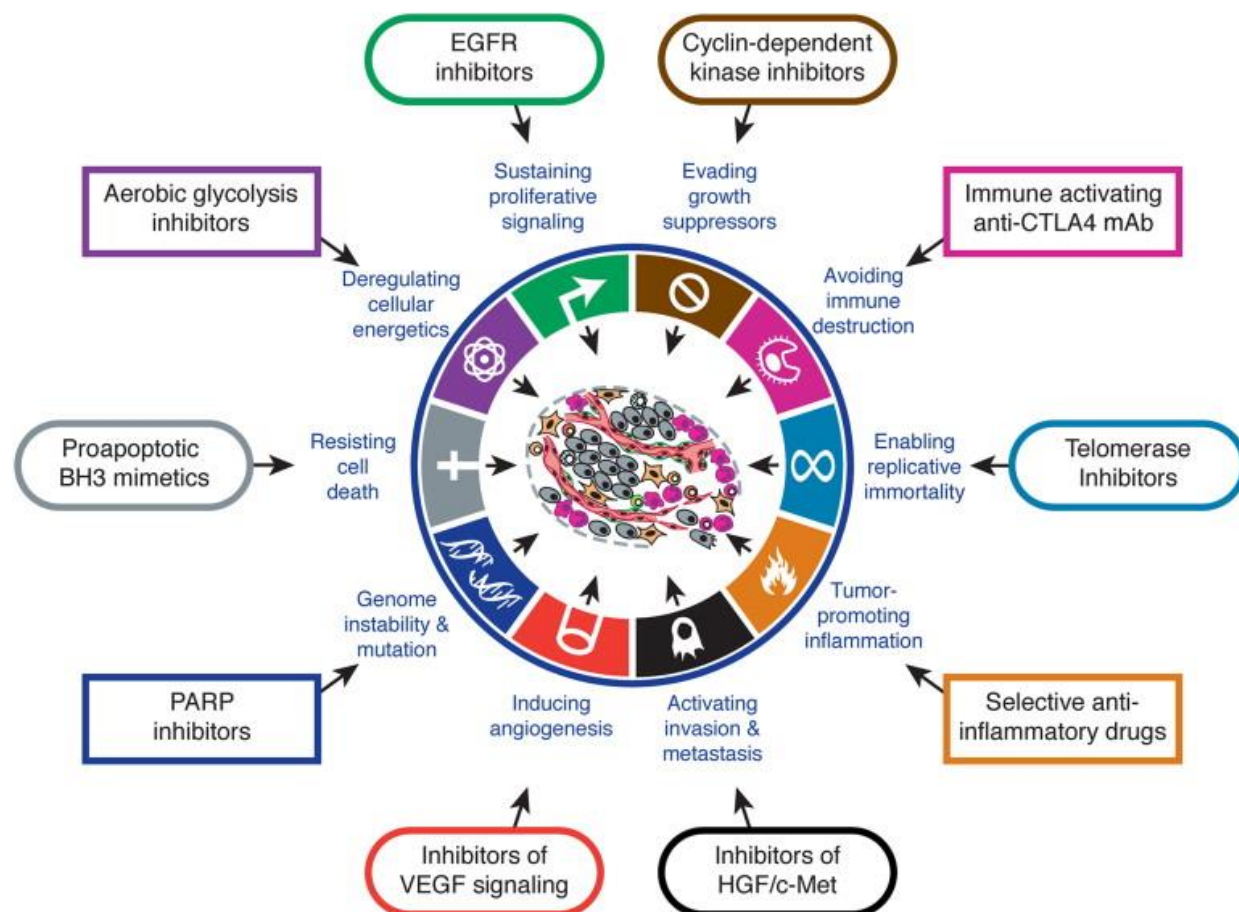 EGFR
inhibitors
Cyclin-dependent
kinase inhibitors
Sustaining
proliferative
signaling
Evading
growth
suppressors
Aerobic glycolysis
inhibitors
Immune activating
anti-CTLA4 mAb
Deregulating
cellular
energetics
Avoiding
immune
destruction
Proapoptotic
BH3 mimetics
Resisting
cell
death
Enabling
replicative
immortality
Telomerase
Inhibitors
Genome
instability &
mutation
Tumor-
promoting
inflammation
PARP
inhibitors
Inducing
angiogenesis
Activating
invasion &
metastasis
Selective anti-
inflammatory drugs
Inhibitors of
VEGF signaling
Inhibitors of
HGF/c-Met